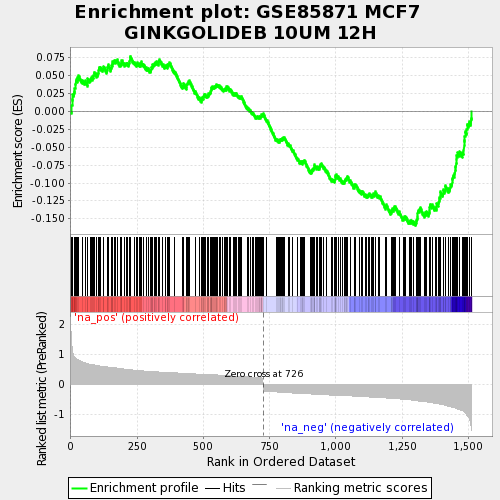 Enrichment plot: GSE85871 MCF7
GINKGOLIDEB 10UM 12H
Enrichment score (ES)
0.075
0.050
0.025
0.000
-0.025
-0.050
-0.075
-0.100
-0.125
-0.150
Ranked list metric (PreRanked)
2
1
0
-1
'na_pos' (positively correlated)
Zero cross at 726
'na_neg' (negatively correlated)
0
250
500
750
1,000
1,250
1,500
Rank in Ordered Dataset
Enrichment profile
Hits
Ranking metric scores